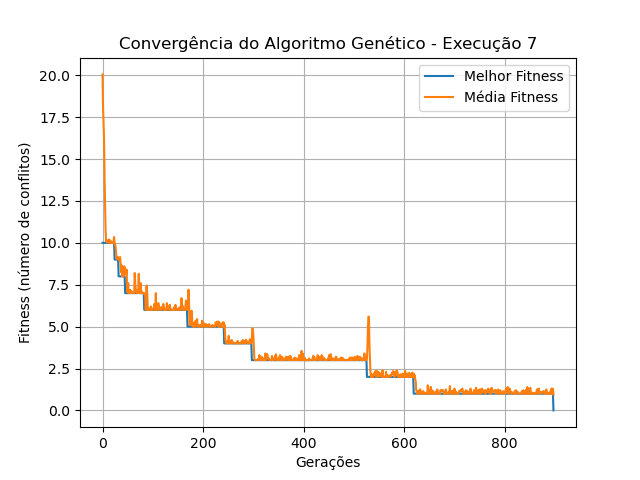 Convergência do Algoritmo Genético - Execução 7
Melhor Fitness
Média Fitness
Fitness (número de conflitos)
20.0
17.5
15.0
12.5
10.0
7.5
5.0
2.5
0.0
0 200 400 600 800
Gerações